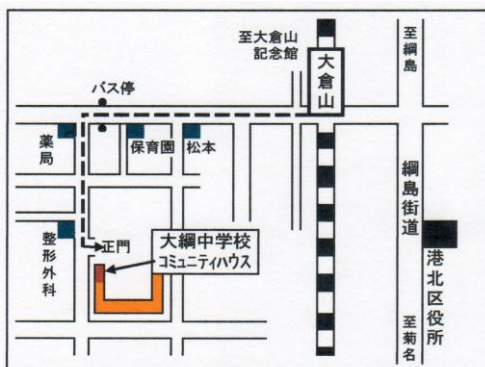 至大倉山
記念館
大倉山
至綱島
バス停
薬局
保育園
松本
綱島街道
整形外科
正門
大綱中学校
コミュニティハウス
港北区役所
至菊名